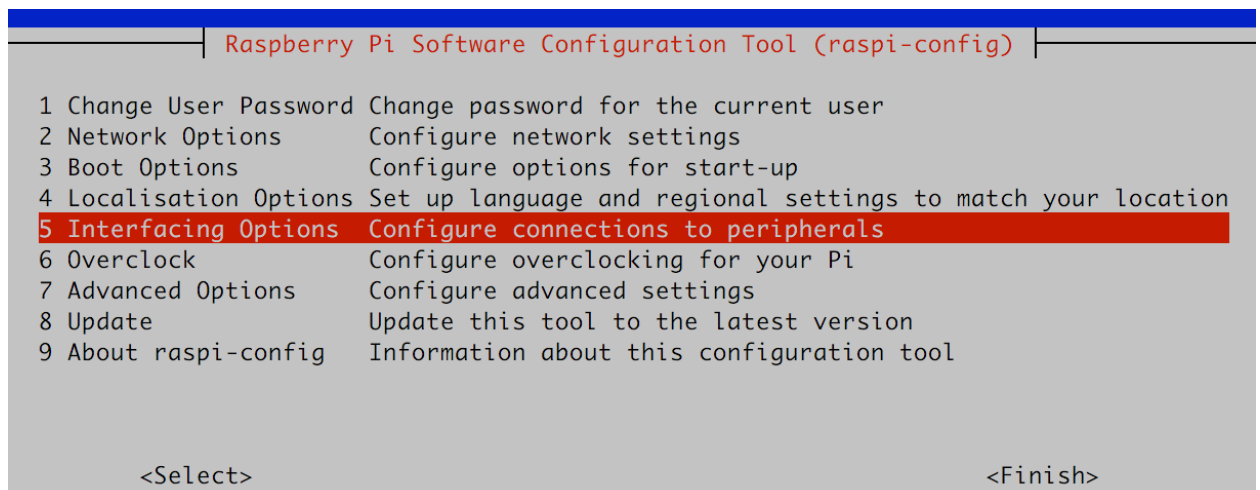 Raspberry Pi Software Configuration Tool (raspi-config)
1 Change User Password Change password for the current user
2 Network Options Configure network settings
3 Boot Options Configure options for start-up
4 Localisation Options Set up language and regional settings to match your location
5 Interfacing Options Configure connections to peripherals
6 Overclock Configure overclocking for your Pi
7 Advanced Options Configure advanced settings
8 Update Update this tool to the latest version
9 About raspi-config Information about this configuration tool
<Select> <Finish>